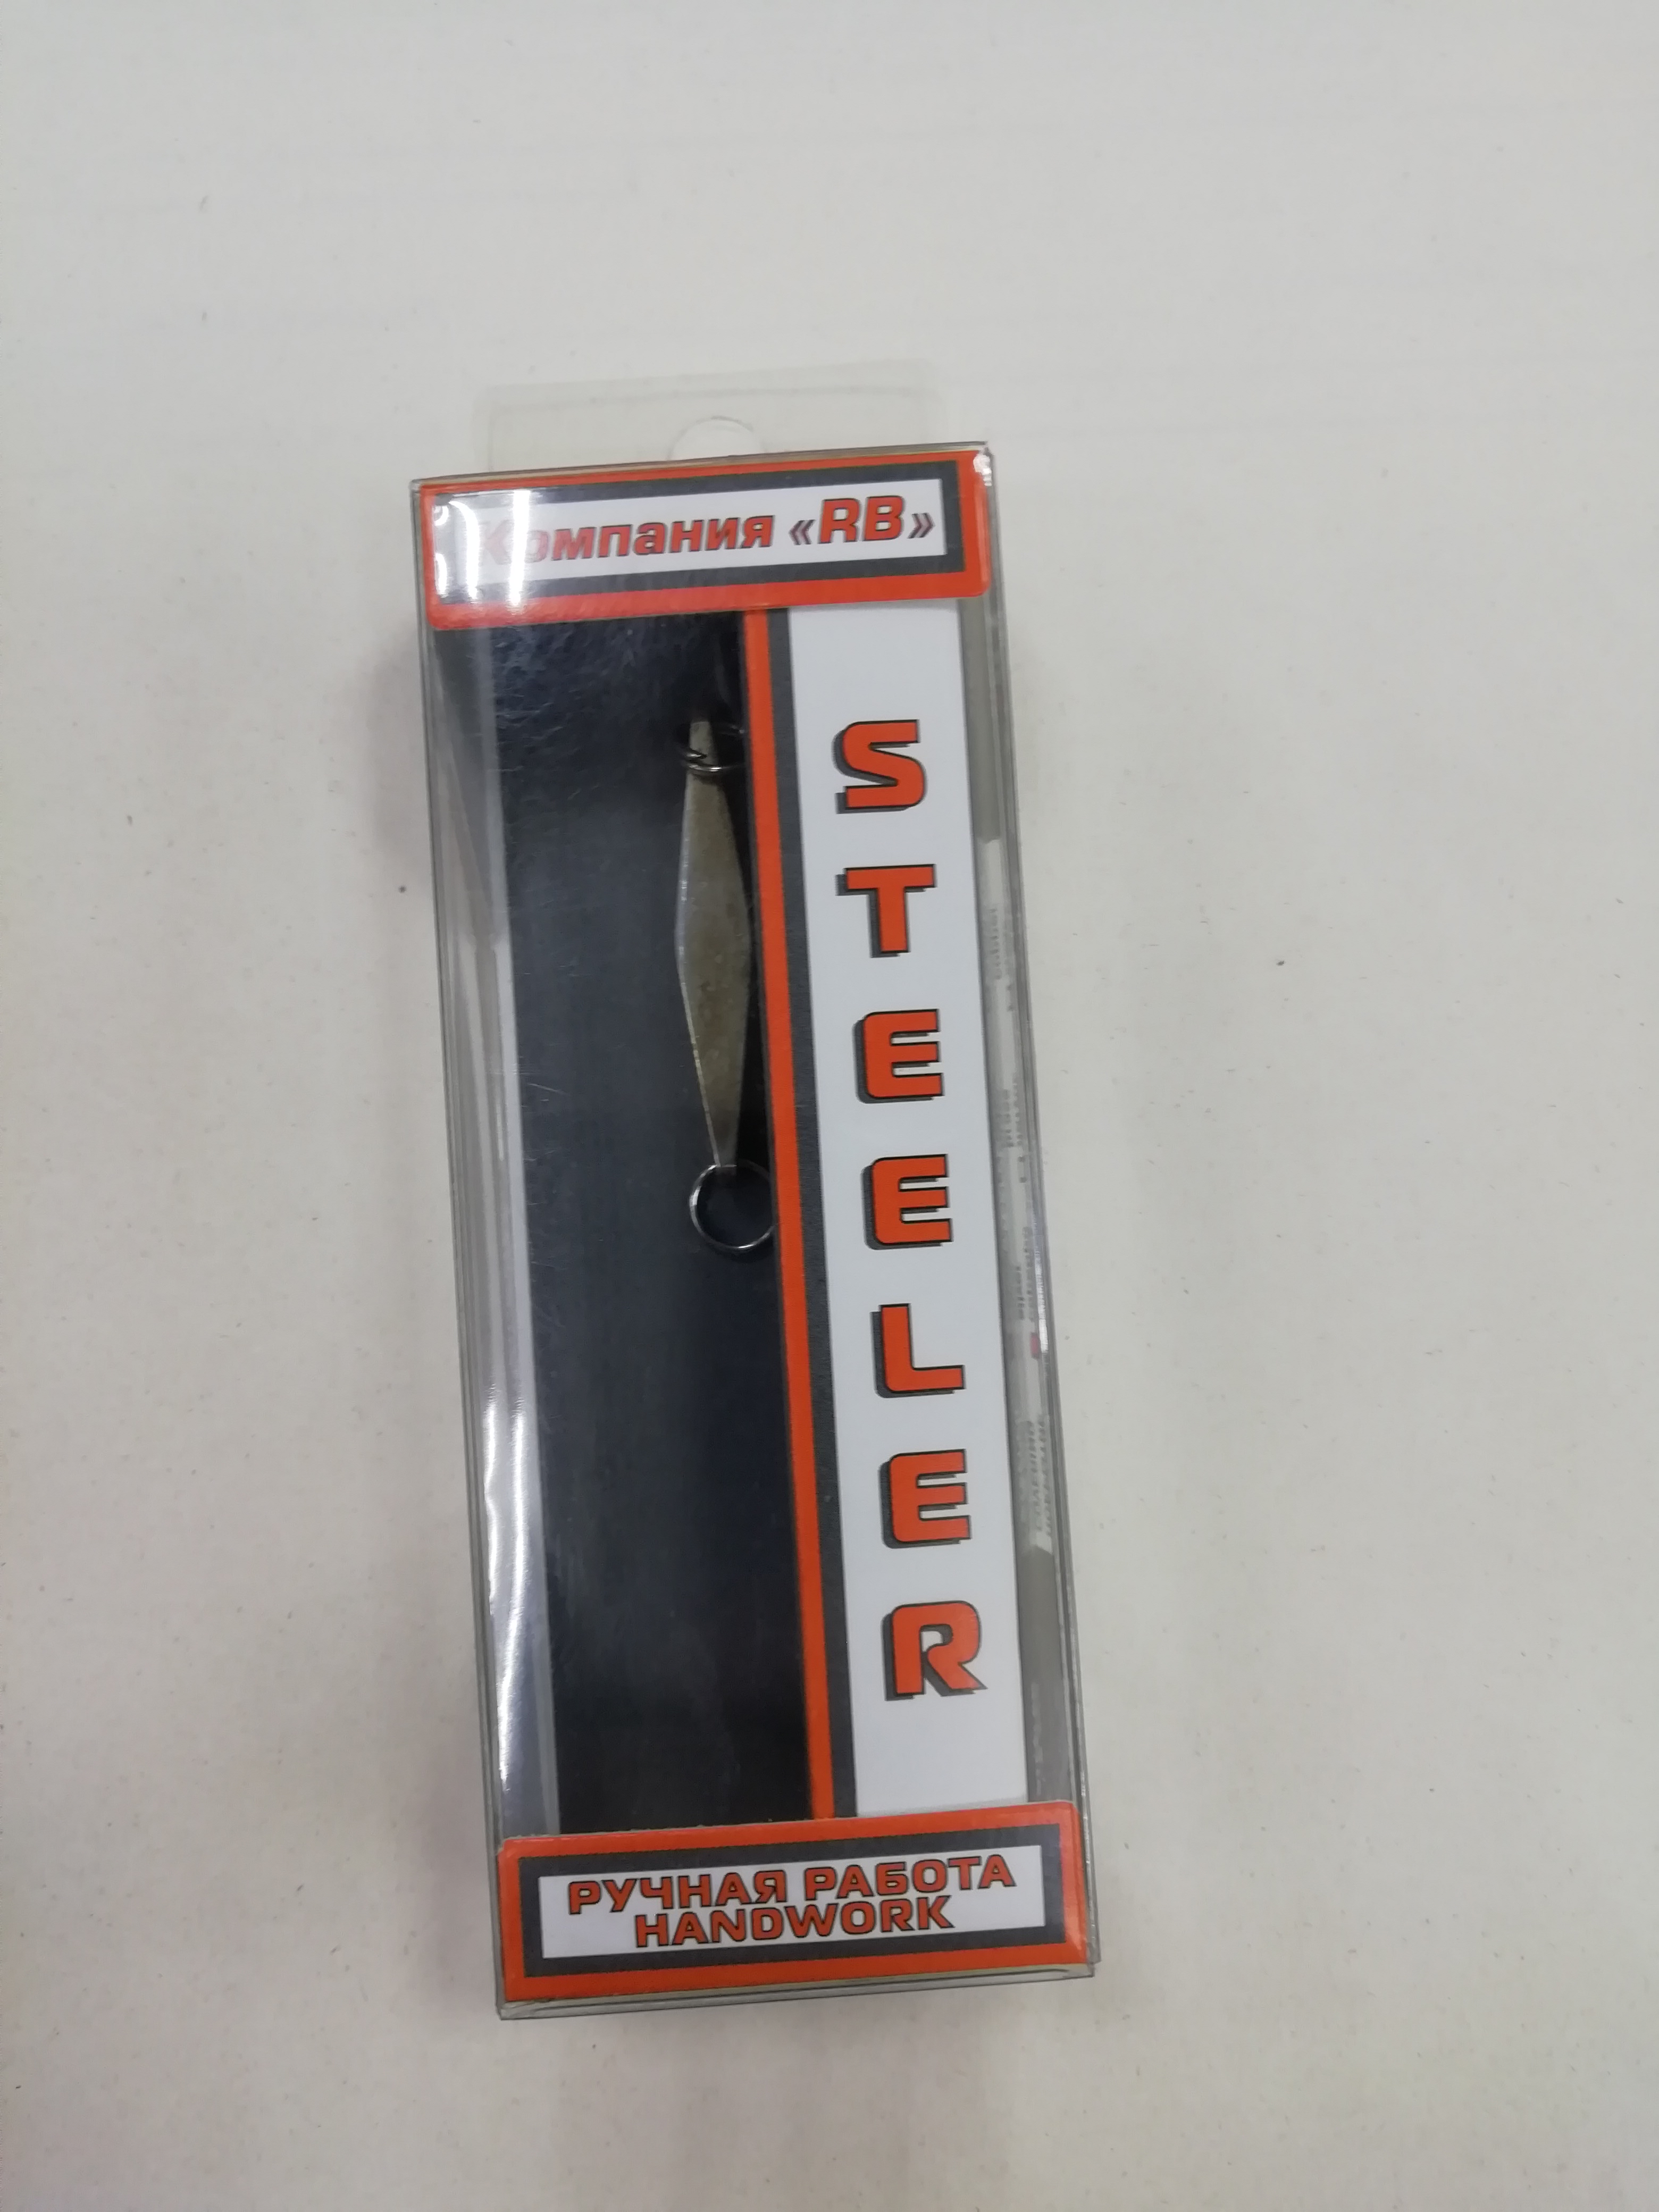 Компания «RB»
STEELER
РУЧНАЯ РАБОТА
HANDWORK